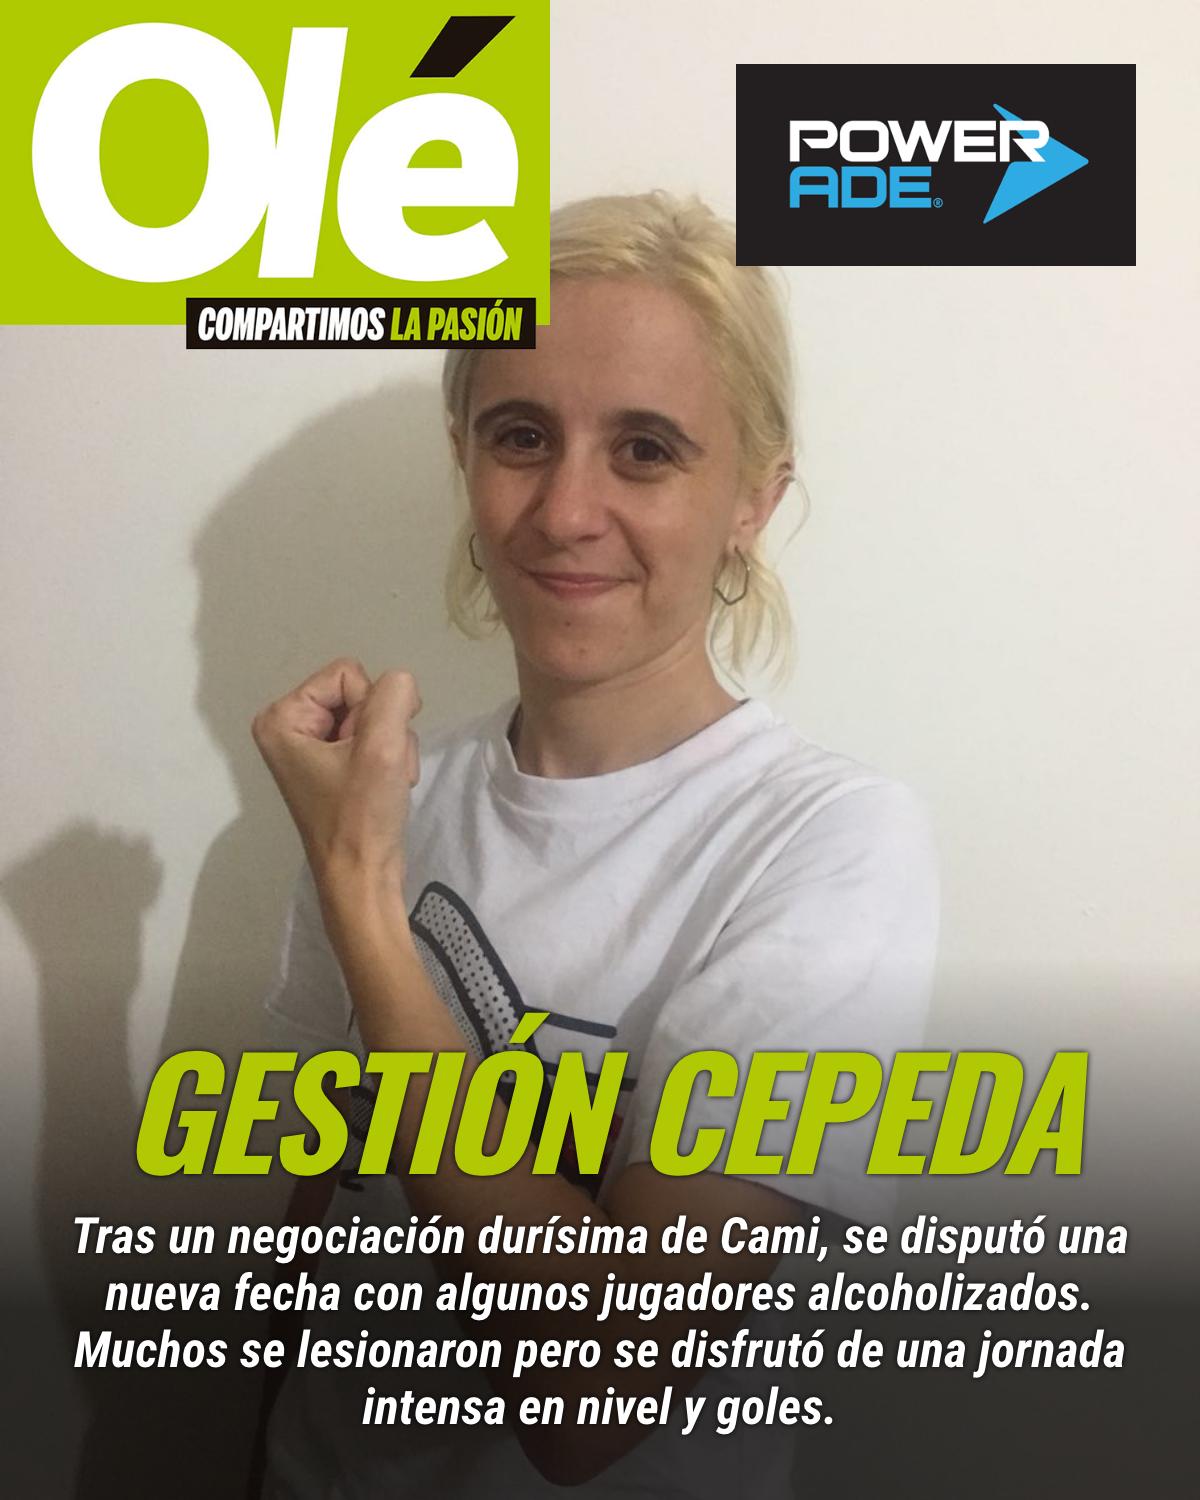 Olé
COMPARTIMOS LA PASIÓN
POWER
ADE®
GESTIÓN CEPEDA
Tras un negociación durísima de Cami, se disputó una
nueva fecha con algunos jugadores alcoholizados.
Muchos se lesionaron pero se disfrutó de una jornada
intensa en nivel y goles.